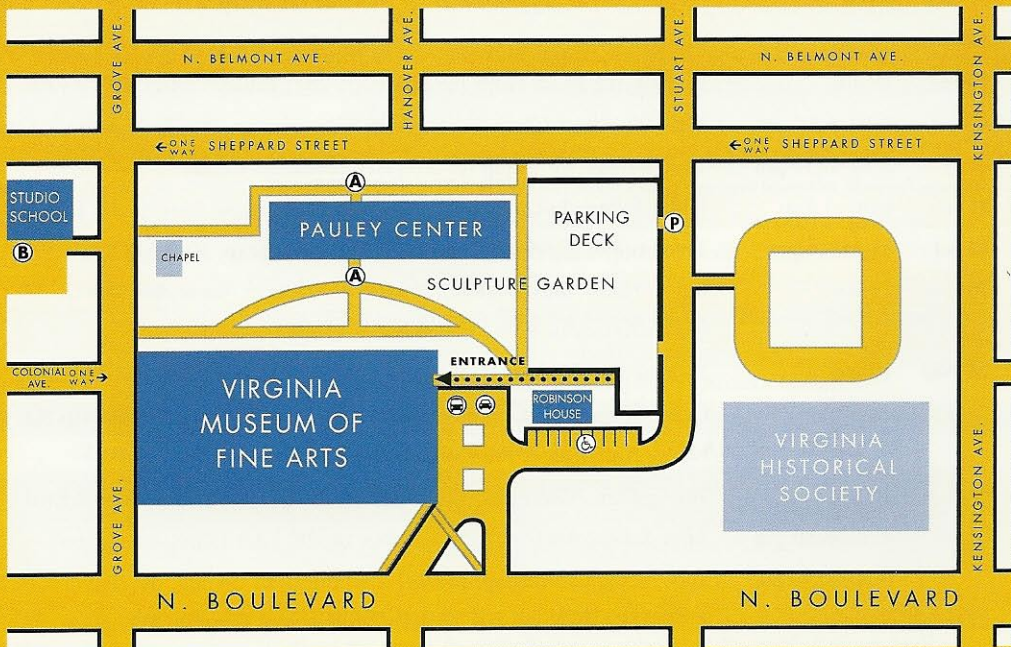 GROVE AVE.
N. BELMONT AVE.
HANOVER AVE.
STUART AVE.
N. BELMONT AVE.
KENSINGTON AVE.
←ONE WAY SHEPPARD STREET
←ONE WAY SHEPPARD STREET
STUDIO
SCHOOL
B
A
PAULEY CENTER
A
CHAPEL
PARKING
DECK
P
SCULPTURE GARDEN
ENTRANCE
COLONIAL
AVE.
ONE
WAY→
VIRGINIA
MUSEUM OF
FINE ARTS
ROBINSON
HOUSE
VIRGINIA
HISTORICAL
SOCIETY
GROVE AVE.
KENSINGTON AVE.
N. BOULEVARD
N. BOULEVARD